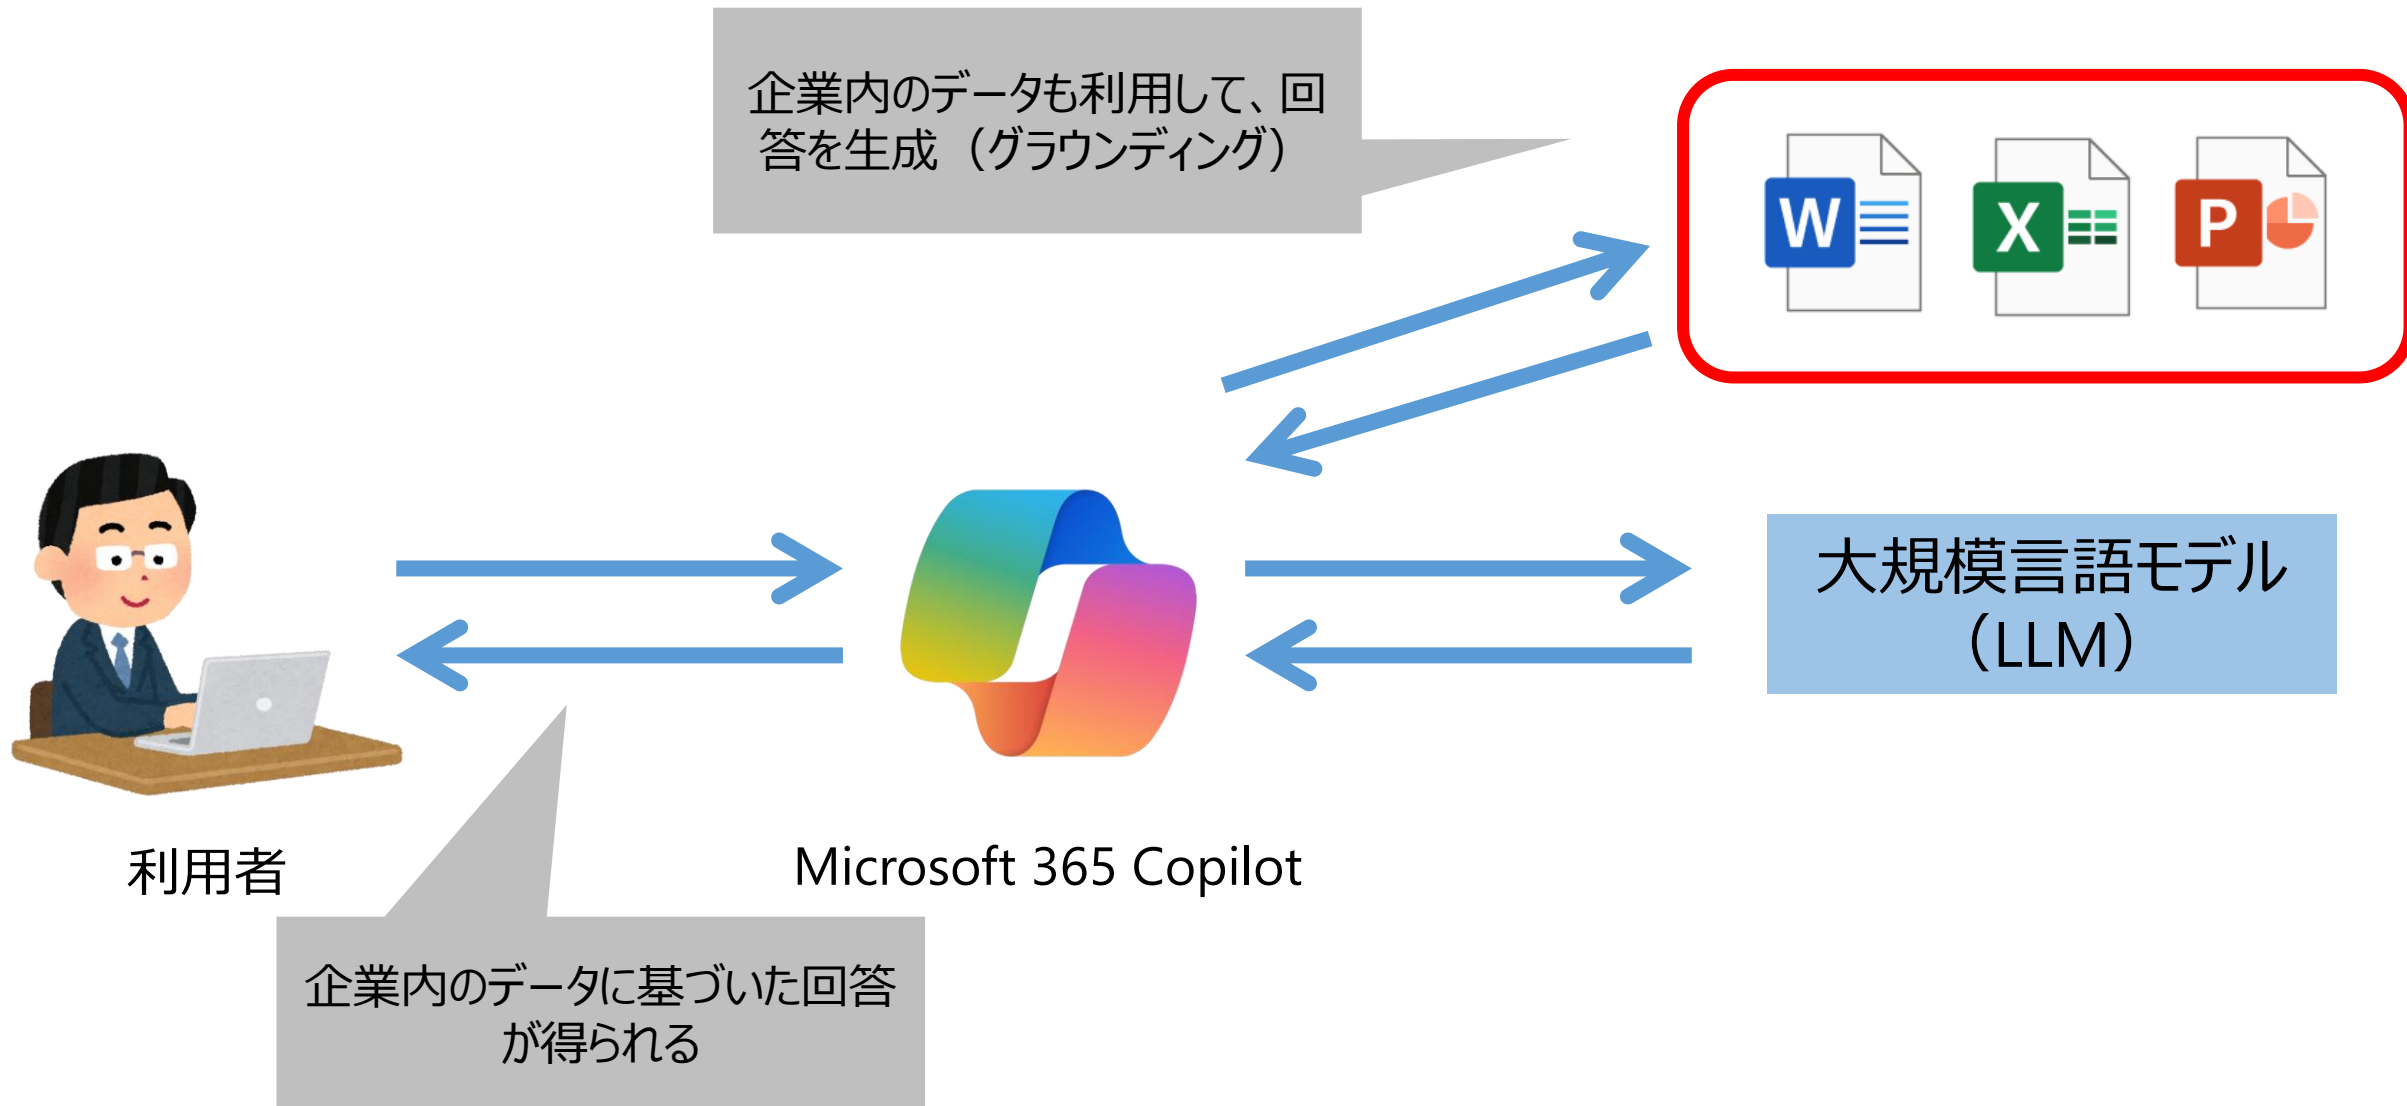 企業内のデータも利用して、回
答を生成（グラウンディング）
W
X
P
大規模言語モデル
（LLM）
利用者
Microsoft 365 Copilot
企業内のデータに基づいた回答
が得られる